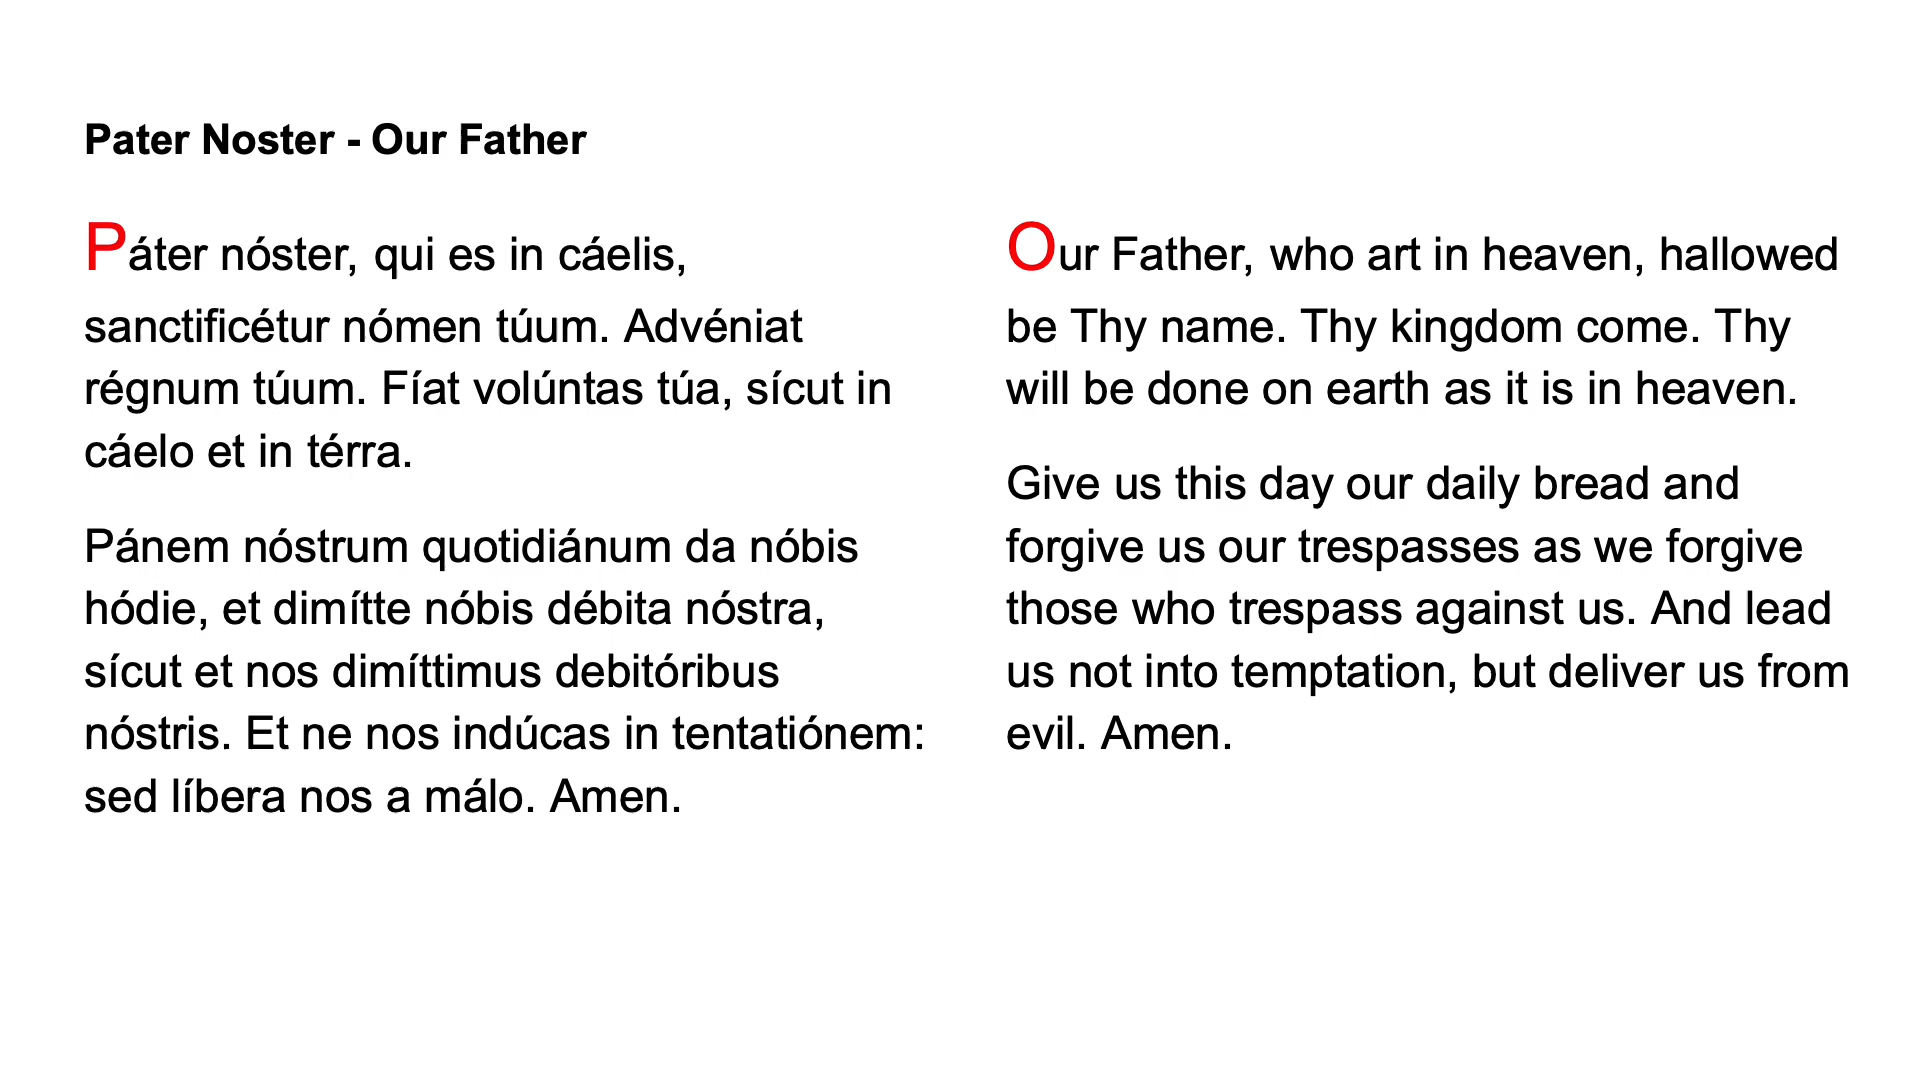 Pater Noster - Our Father
Páter nóster, qui es in cáelis,
sanctificétur nómen túum. Advéniat
régnum túum. Fíat volúntas túa, sícut in
cáelo et in térra.
Pánem nóstrum quotidiánum da nóbis
hódie, et dimítte nóbis débita nóstra,
sícut et nos dimíttimus debitóribus
nóstris. Et ne nos indúcas in tentatiónem:
sed líbera nos a málo. Amen.
Our Father, who art in heaven, hallowed
be Thy name. Thy kingdom come. Thy
will be done on earth as it is in heaven.
Give us this day our daily bread and
forgive us our trespasses as we forgive
those who trespass against us. And lead
us not into temptation, but deliver us from
evil. Amen.